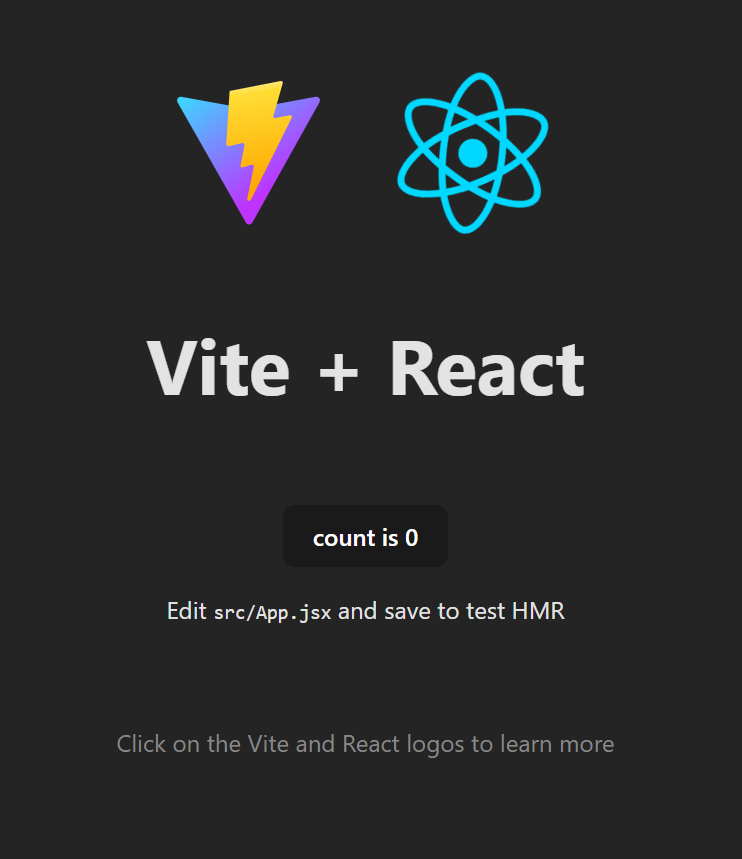 Vite + React
count is 0
Edit src/App.jsx and save to test HMR
Click on the Vite and React logos to learn more